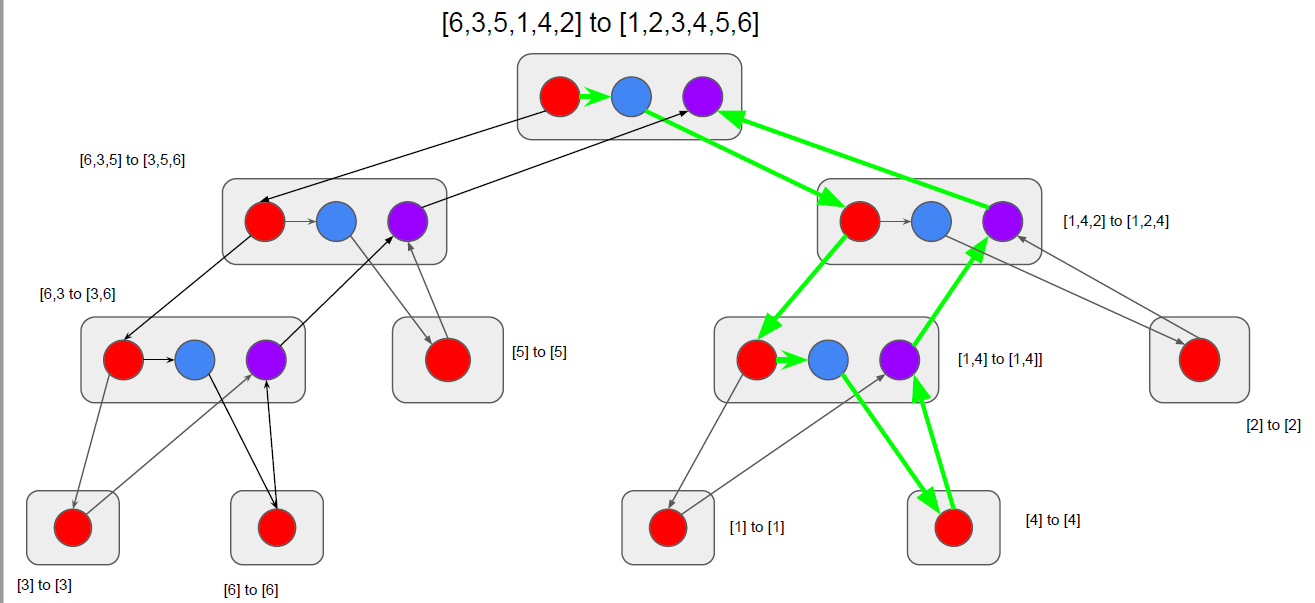 [6,3,5,1,4,2] to [1,2,3,4,5,6]
[6,3,5] to [3,5,6]
[1,4,2] to [1,2,4]
[6,3 to [3,6]
[5] to [5]
[1,4] to [1,4]]
[2] to [2]
[1] to [1]
[4] to [4]
[3] to [3]
[6] to [6]